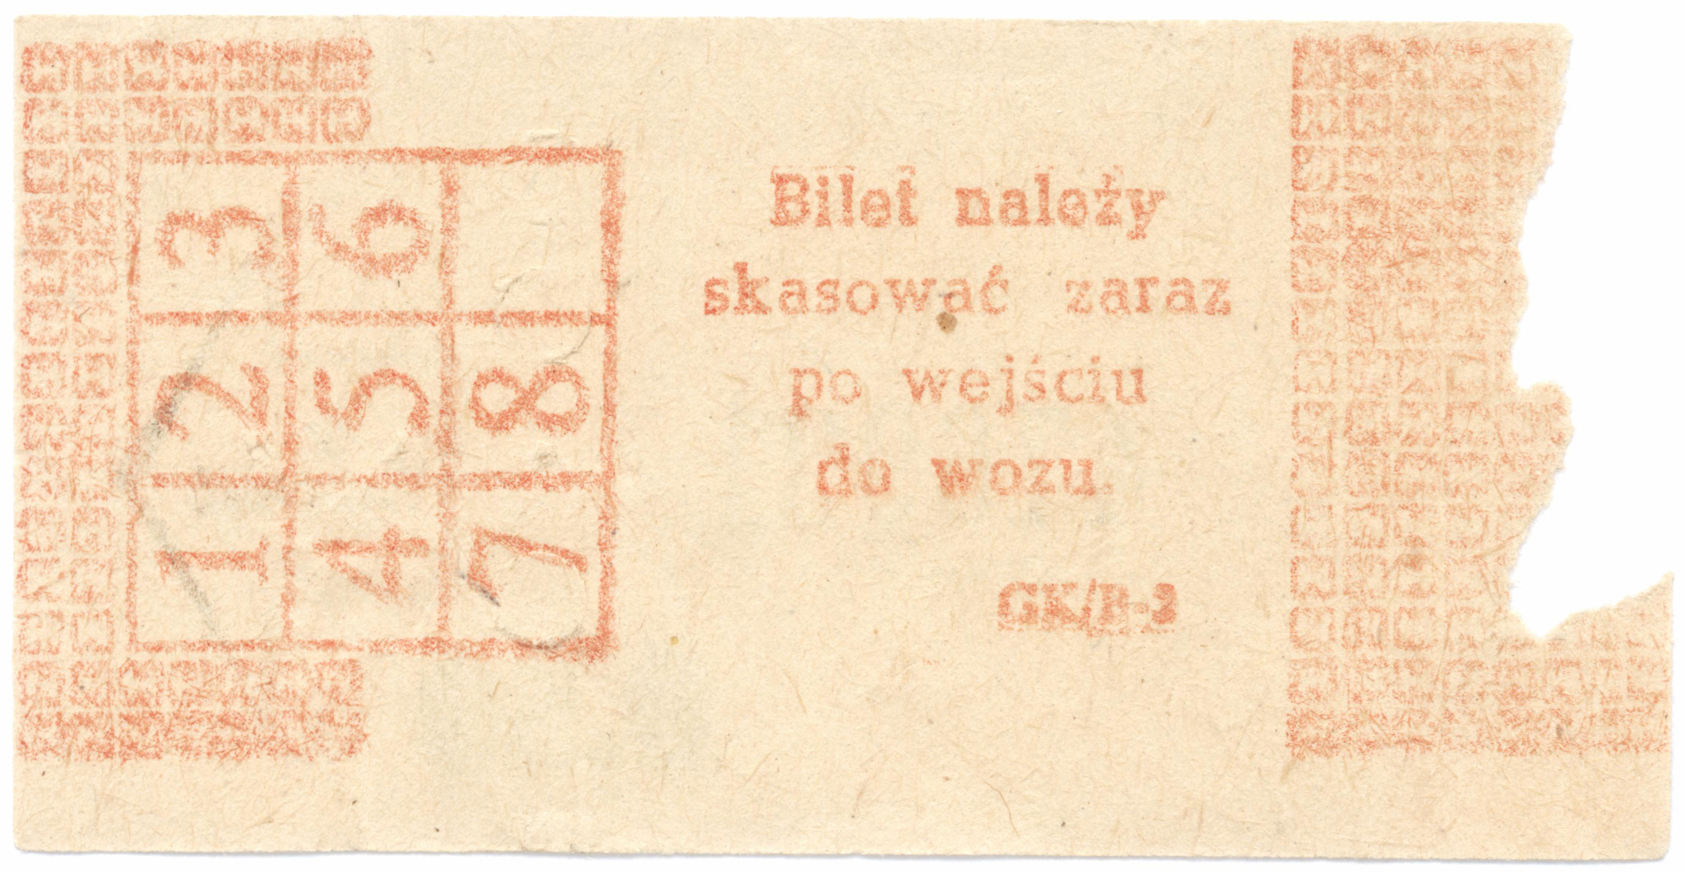 3 6
2 5 8
1 4 7
Bilet należy
skasować zaraz
po wejściu
do wozu.
GK/B-3